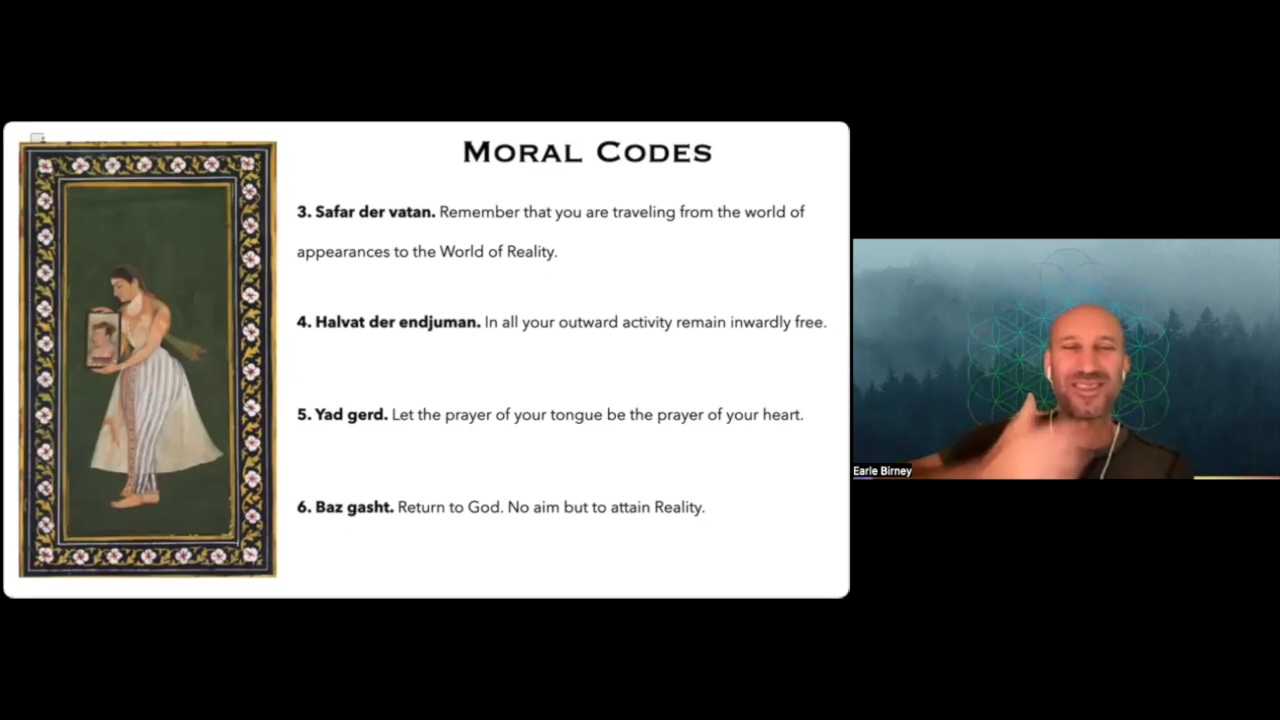 MORAL CODES
3. Safar der vatan. Remember that you are traveling from the world of
appearances to the World of Reality.
4. Halvat der endjuman. In all your outward activity remain inwardly free.
5. Yad gerd. Let the prayer of your tongue be the prayer of your heart.
6. Baz gasht. Return to God. No aim but to attain Reality.
Earle Birney